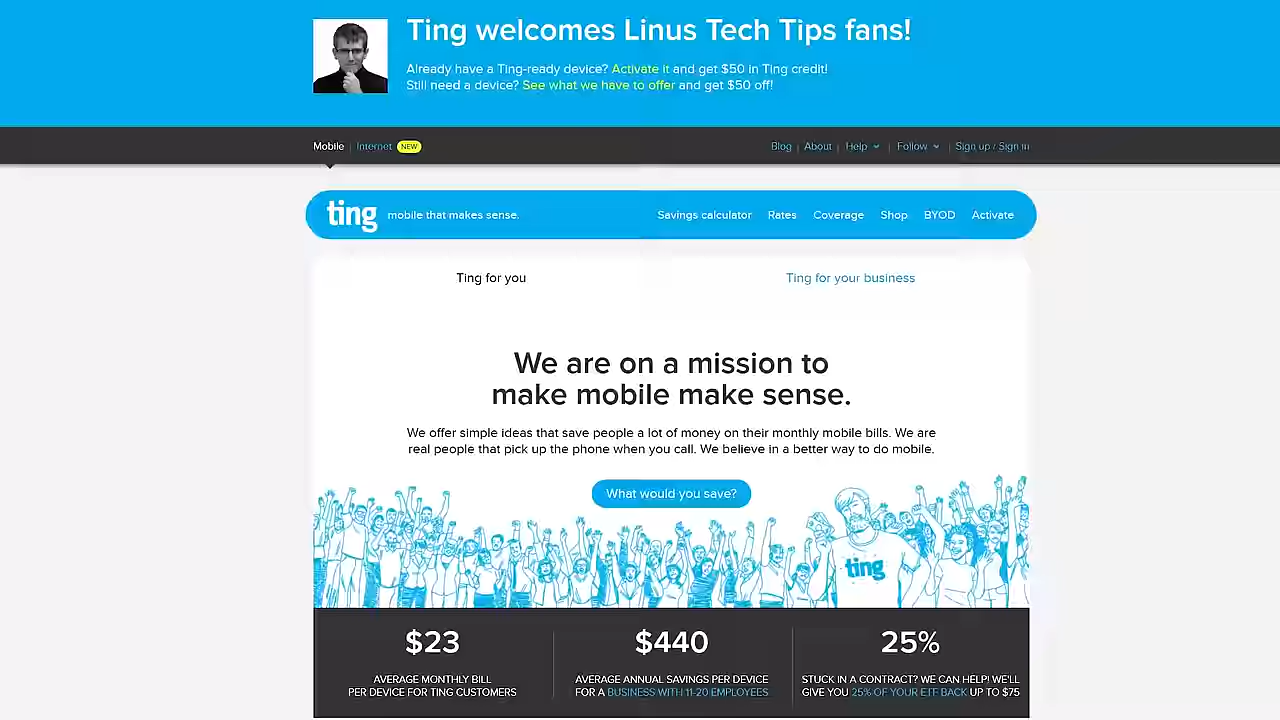 Ting welcomes Linus Tech Tips fans!
Already have a Ting-ready device? Activate it and get $50 in Ting credit!
Still need a device? See what we have to offer and get $50 off!
Mobile | Internet NEW
Blog | About | Help | Follow | Sign up / Sign in
ting mobile that makes sense.
Savings calculator Rates Coverage Shop BYOD Activate
Ting for you
Ting for your business
We are on a mission to
make mobile make sense.
We offer simple ideas that save people a lot of money on their monthly mobile bills. We are
real people that pick up the phone when you call. We believe in a better way to do mobile.
What would you save?
ting
$23
AVERAGE MONTHLY BILL
PER DEVICE FOR TING CUSTOMERS
$440
AVERAGE ANNUAL SAVINGS PER DEVICE
FOR A BUSINESS WITH 11-20 EMPLOYEES
25%
STUCK IN A CONTRACT? WE CAN HELP! WE'LL
GIVE YOU 25% OF YOUR ETF BACK UP TO $75